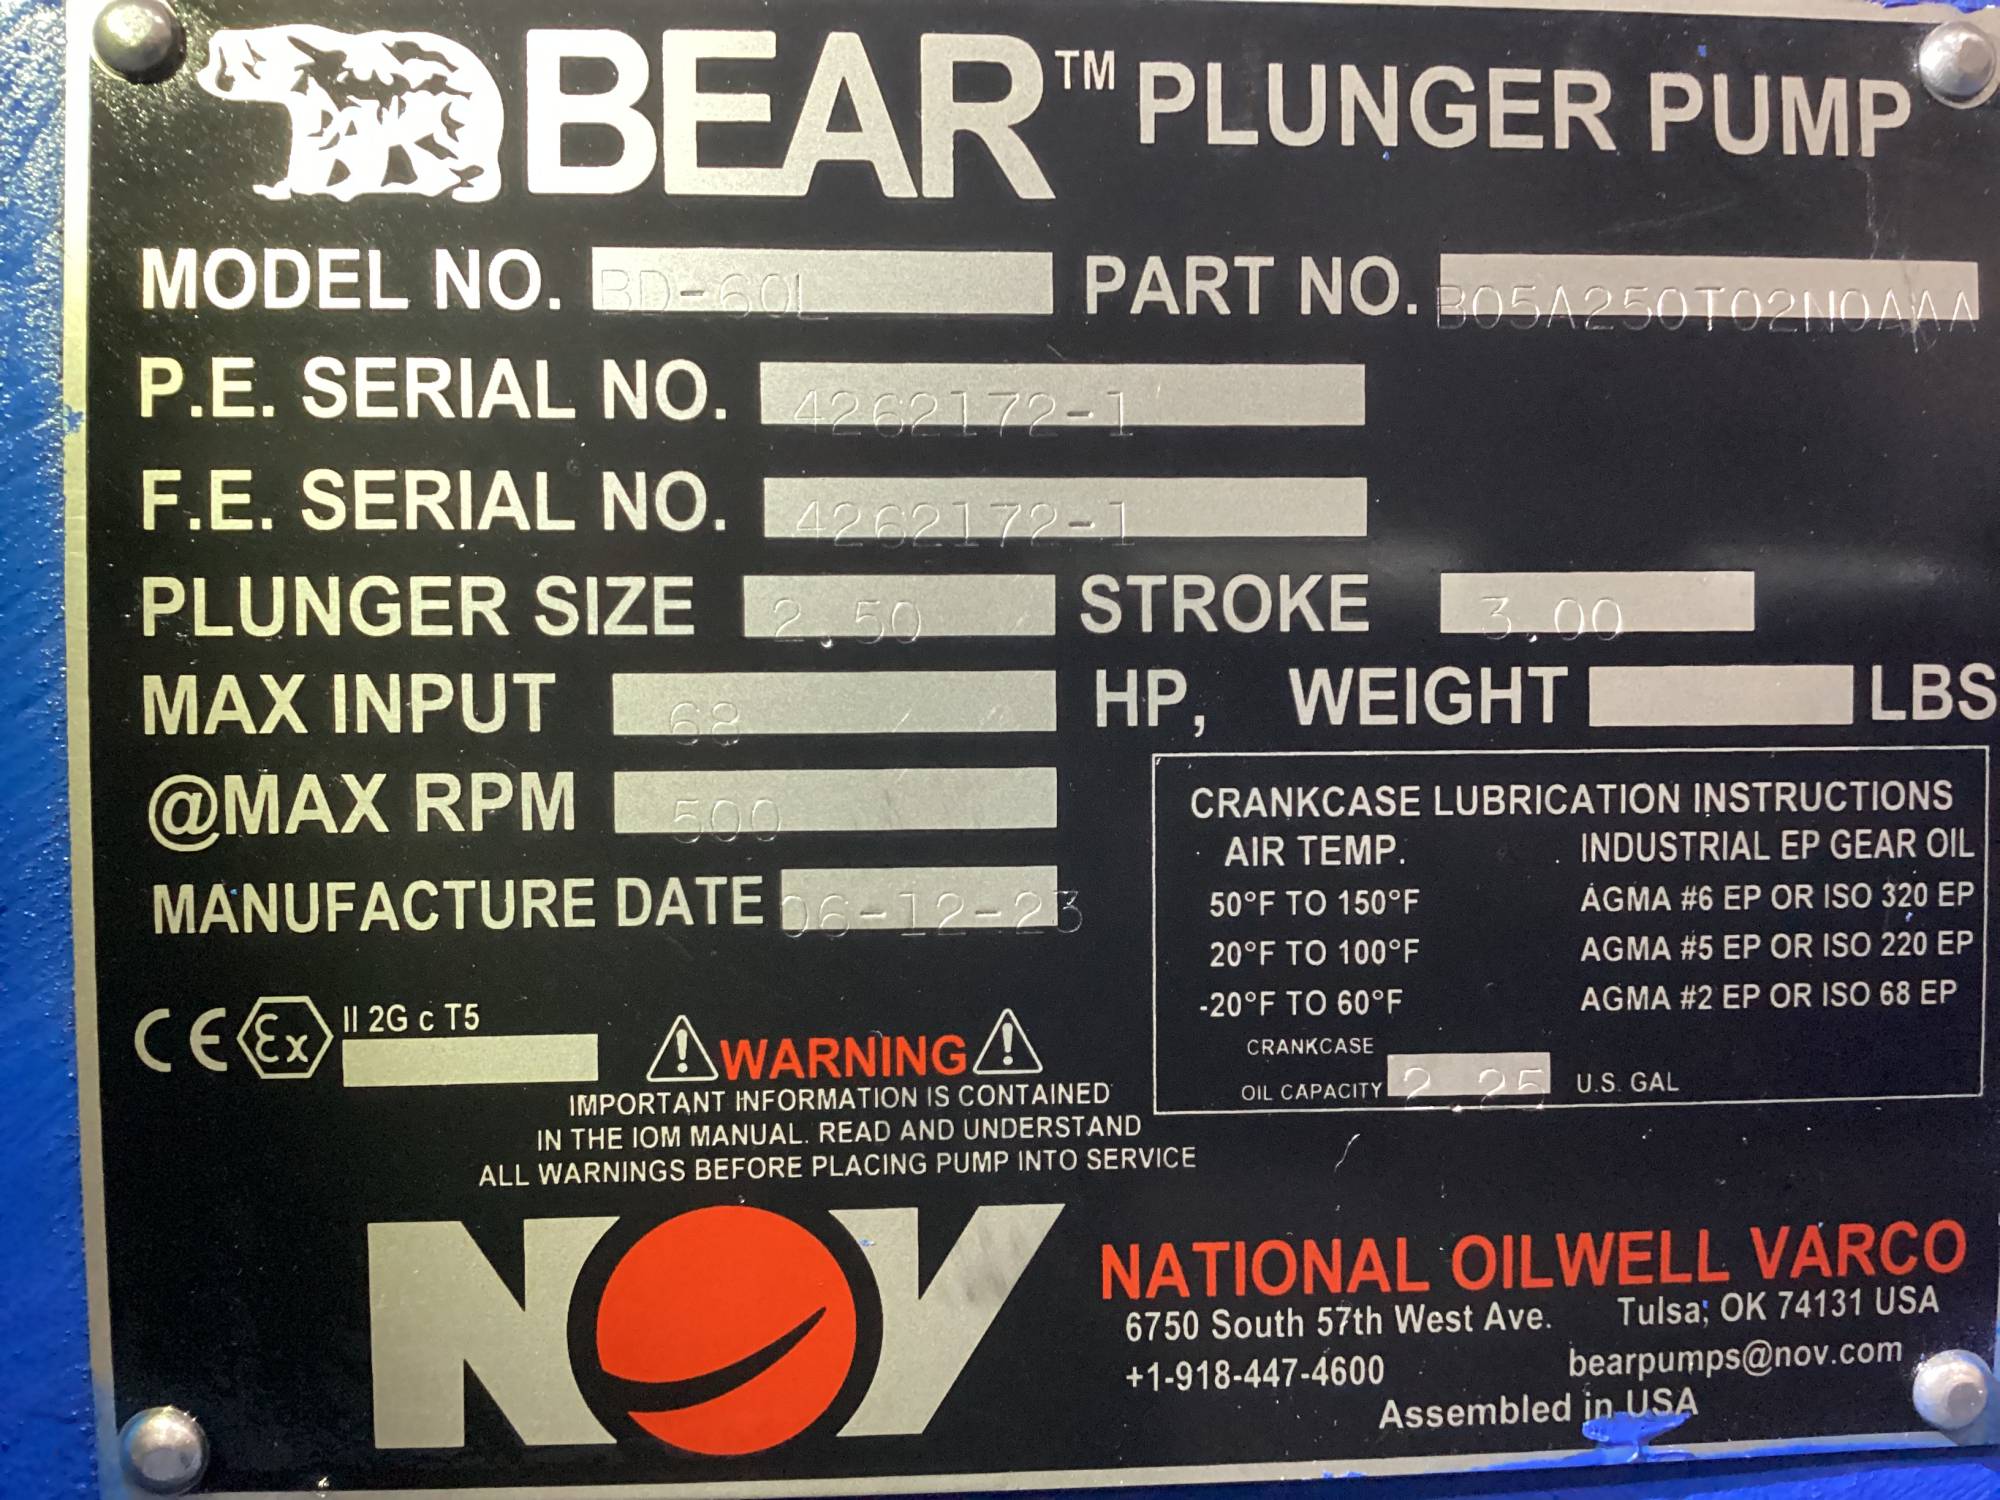 BEAR™ PLUNGER PUMP
MODEL NO. BD-60L PART NO. B05A250T02N0AAA
P.E. SERIAL NO. 4262172-1
F.E. SERIAL NO. 4262172-1
PLUNGER SIZE 2.50 STROKE 3.00
MAX INPUT 68 HP, WEIGHT LBS
@MAX RPM 500
MANUFACTURE DATE 06-12-23
CRANKCASE LUBRICATION INSTRUCTIONS
AIR TEMP. INDUSTRIAL EP GEAR OIL
50°F TO 150°F AGMA #6 EP OR ISO 320 EP
20°F TO 100°F AGMA #5 EP OR ISO 220 EP
-20°F TO 60°F AGMA #2 EP OR ISO 68 EP
CRANKCASE
OIL CAPACITY 2.25 U.S. GAL
CE Ex II 2G c T5
WARNING
IMPORTANT INFORMATION IS CONTAINED
IN THE IOM MANUAL. READ AND UNDERSTAND
ALL WARNINGS BEFORE PLACING PUMP INTO SERVICE
NOV
NATIONAL OILWELL VARCO
6750 South 57th West Ave. Tulsa, OK 74131 USA
+1-918-447-4600 bearpumps@nov.com
Assembled in USA